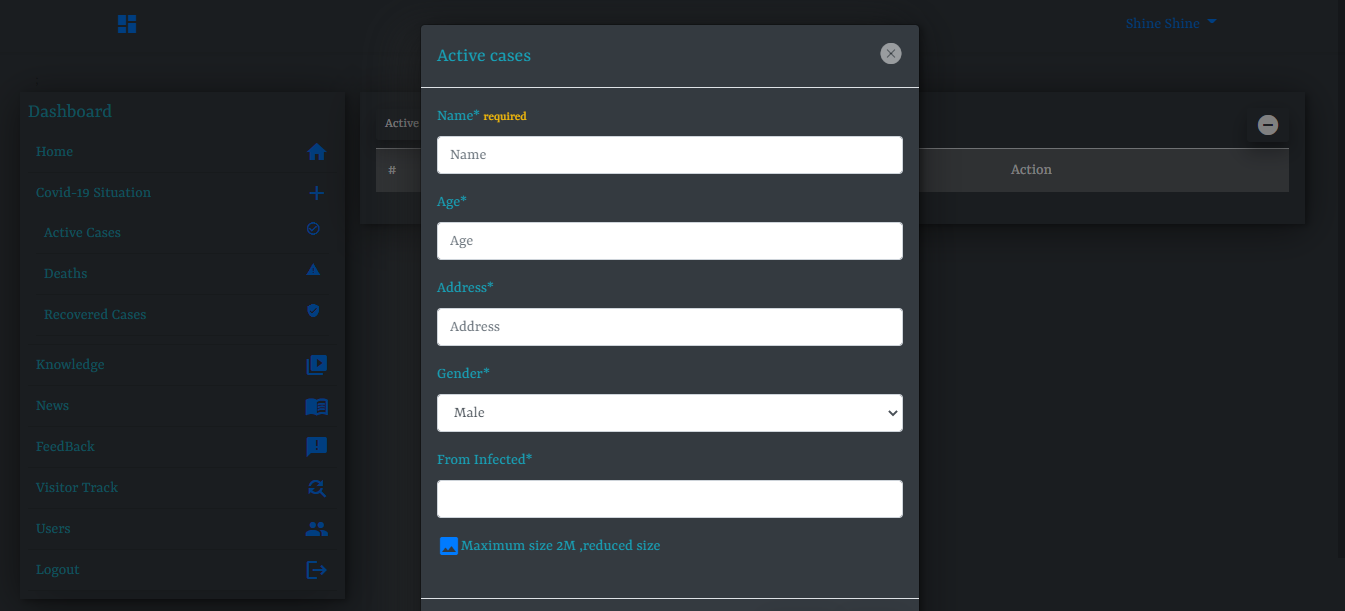 Shine Shine
Dashboard
Home
Covid-19 Situation
Active Cases
Deaths
Recovered Cases
Knowledge
News
FeedBack
Visitor Track
Users
Logout
Active
#
Action
Active cases
Name* required
Name
Age*
Age
Address*
Address
Gender*
Male
From Infected*
Maximum size 2M ,reduced size